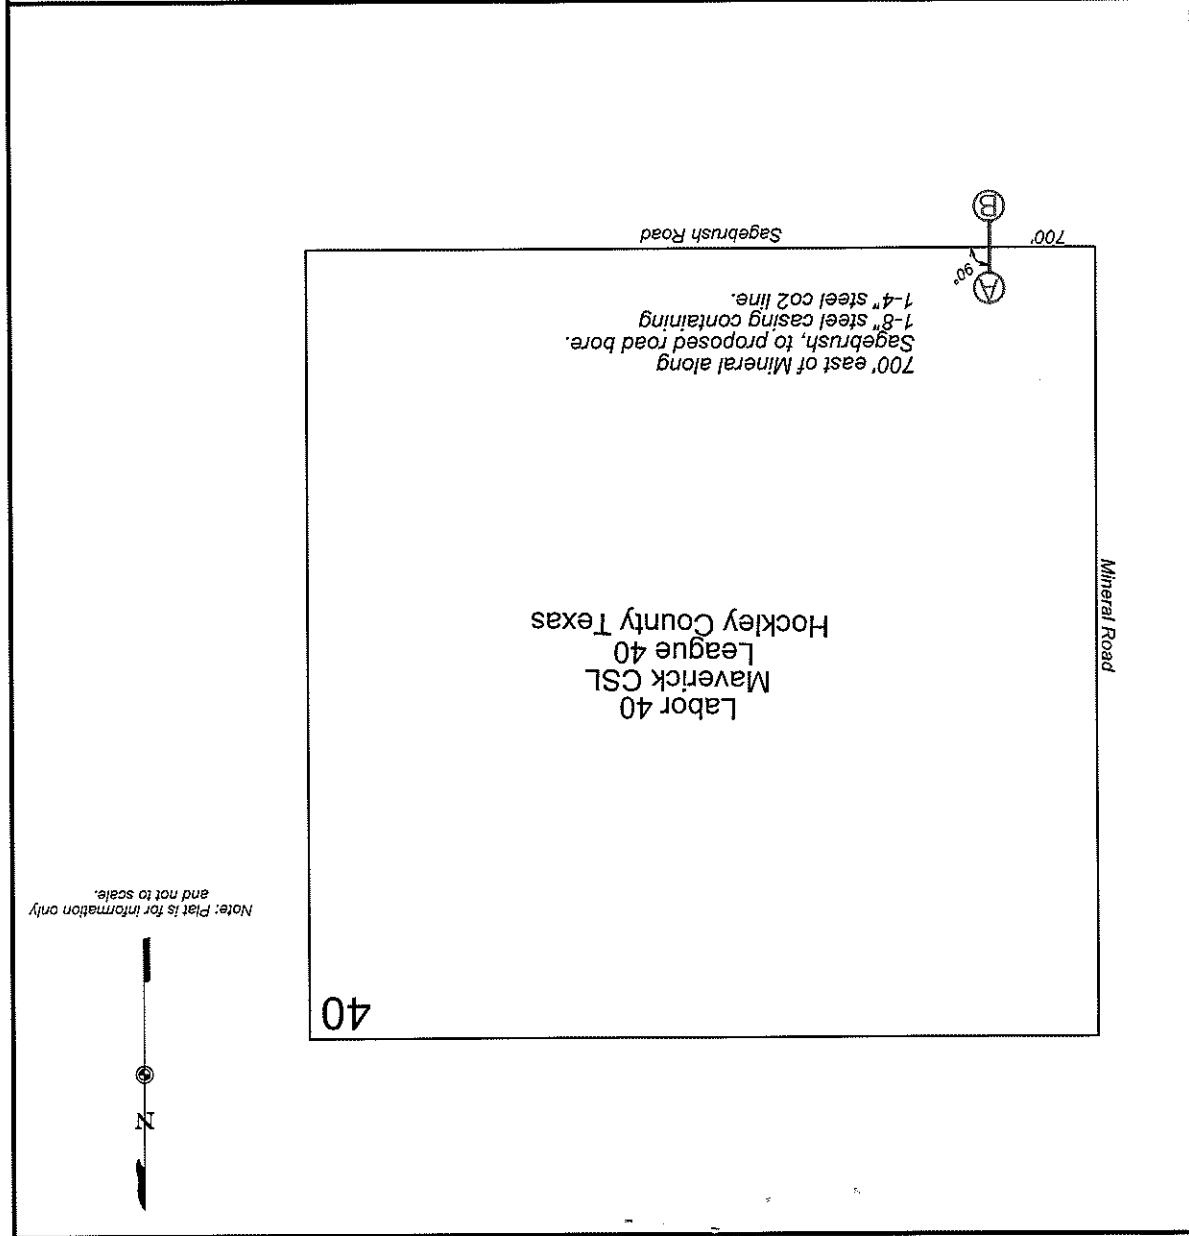 N
Note: Plat is for information only
and not to scale.
40
Labor 40
Maverick CSL
League 40
Hockley County Texas
Mineral Road
700' east of Mineral along
Sagebrush, to proposed road bore.
1-8" steel casing containing
1-4" steel co2 line.
A
90°
700'
Sagebrush Road
B